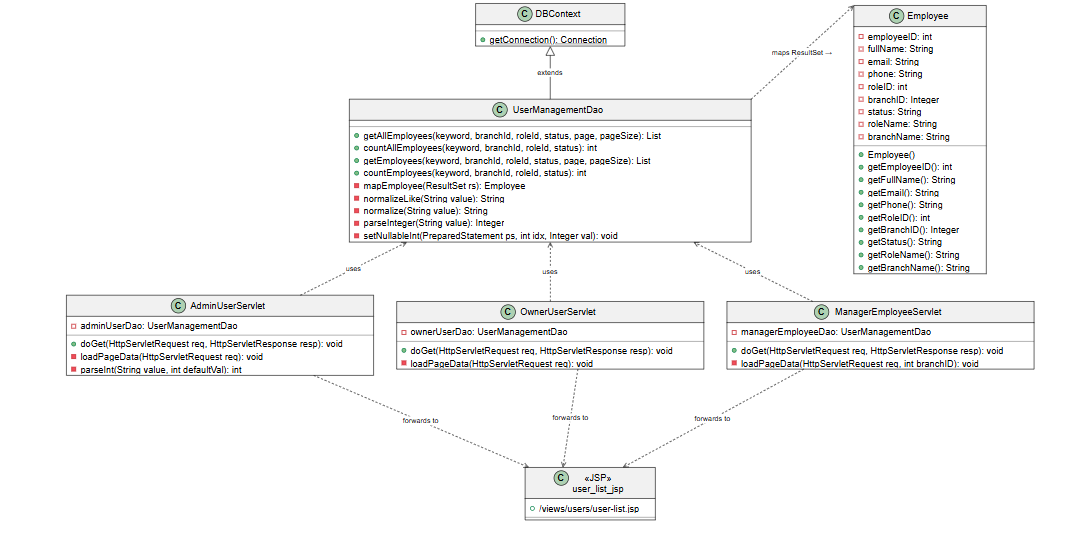 C DBContext
getConnection(): Connection
extends
C Employee
employeeID: int
fullName: String
email: String
phone: String
roleID: int
branchID: Integer
status: String
roleName: String
branchName: String
Employee()
getEmployeeID(): int
getFullName(): String
getEmail(): String
getPhone(): String
getRoleID(): int
getBranchID(): Integer
getStatus(): String
getRoleName(): String
getBranchName(): String
maps ResultSet →
C UserManagementDao
getAllEmployees(keyword, branchId, roleId, status, page, pageSize): List
countAllEmployees(keyword, branchId, roleId, status): int
getEmployees(keyword, branchId, roleId, status, page, pageSize): List
countEmployees(keyword, branchId, roleId, status): int
mapEmployee(ResultSet rs): Employee
normalizeLike(String value): String
normalize(String value): String
parseInteger(String value): Integer
setNullableInt(PreparedStatement ps, int idx, Integer val): void
uses
uses
uses
C AdminUserServlet
adminUserDao: UserManagementDao
doGet(HttpServletRequest req, HttpServletResponse resp): void
loadPageData(HttpServletRequest req): void
parseInt(String value, int defaultVal): int
C OwnerUserServlet
ownerUserDao: UserManagementDao
doGet(HttpServletRequest req, HttpServletResponse resp): void
loadPageData(HttpServletRequest req): void
C ManagerEmployeeServlet
managerEmployeeDao: UserManagementDao
doGet(HttpServletRequest req, HttpServletResponse resp): void
loadPageData(HttpServletRequest req, int branchID): void
forwards to
forwards to
forwards to
C «JSP»
user_list_jsp
/views/users/user-list.jsp